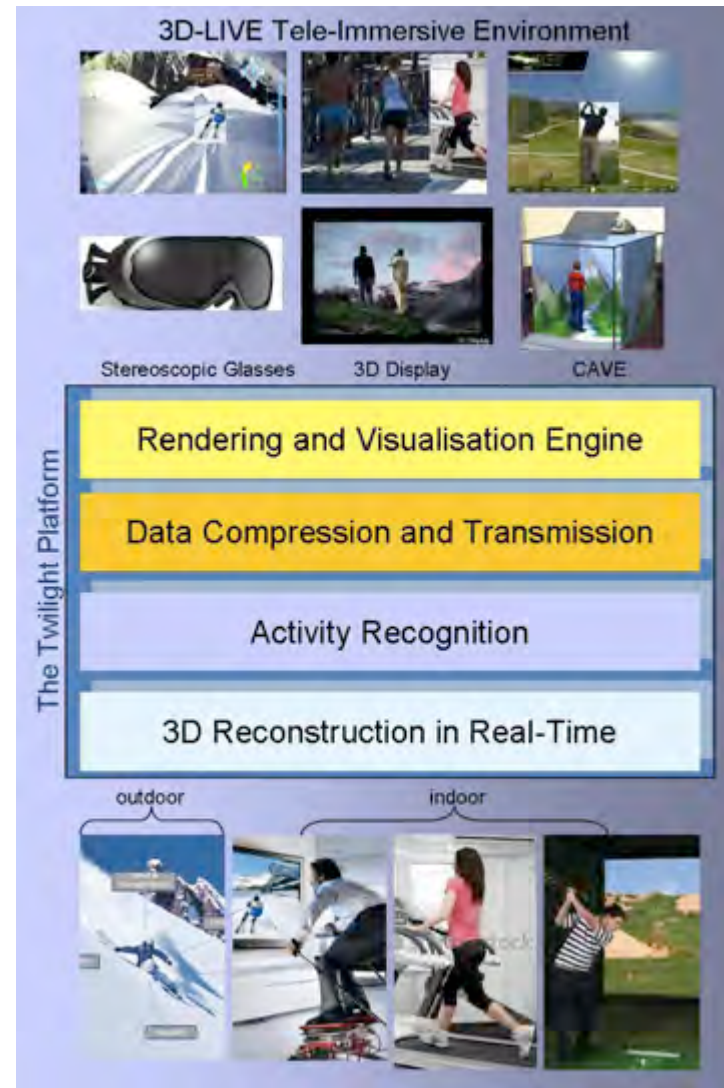 3D-LIVE Tele-Immersive Environment
Stereoscopic Glasses
3D Display
CAVE
The Twilight Platform
Rendering and Visualisation Engine
Data Compression and Transmission
Activity Recognition
3D Reconstruction in Real-Time
outdoor
indoor